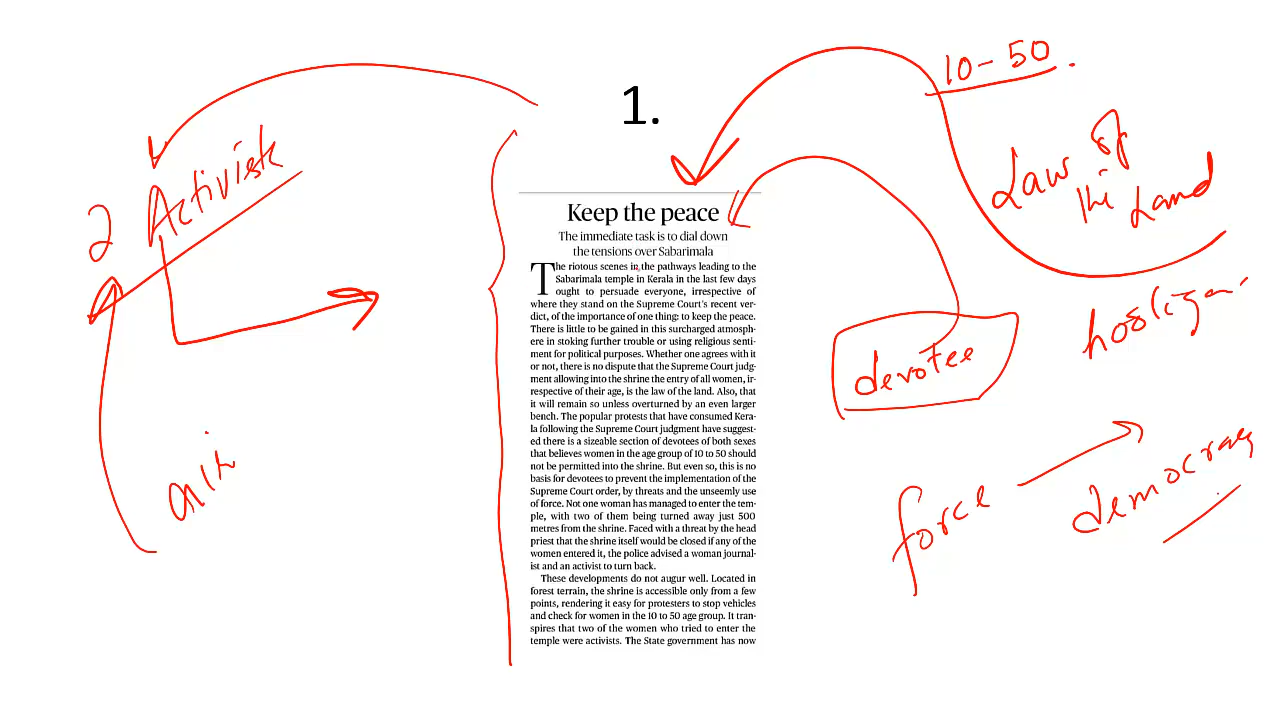 1.
10-50.
Law of
the Land
2 Activist
Keep the peace
The immediate task is to dial down
the tensions over Sabarimala
The riotous scenes in the pathways leading to the
Sabarimala temple in Kerala in the last few days
ought to persuade everyone, irrespective of
where they stand on the Supreme Court's recent ver-
dict, of the importance of one thing: to keep the peace.
There is little to be gained in this surcharged atmosph-
ere in stoking further trouble or using religious senti-
ment for political purposes. Whether one agrees with it
or not, there is no dispute that the Supreme Court judg-
ment allowing into the shrine the entry of all women, ir-
respective of their age, is the law of the land. Also, that
it will remain so unless overturned by an even larger
bench. The popular protests that have consumed Kera-
la following the Supreme Court judgment have suggest-
ed there is a sizeable section of devotees of both sexes
that believes women in the age group of 10 to 50 should
not be permitted into the shrine. But even so, this is no
basis for devotees to prevent the implementation of the
Supreme Court order, by threats and the unseemly use
of force. Not one woman has managed to enter the tem-
ple, with two of them being turned away just 500
metres from the shrine. Faced with a threat by the head
priest that the shrine itself would be closed if any of the
women entered it, the police advised a woman journal-
ist and an activist to turn back.
These developments do not augur well. Located in
forest terrain, the shrine is accessible only from a few
points, rendering it easy for protesters to stop vehicles
and check for women in the 10 to 50 age group. It tran-
spires that two of the women who tried to enter the
temple were activists. The State government has now
hooligan
devotee
force
democracy